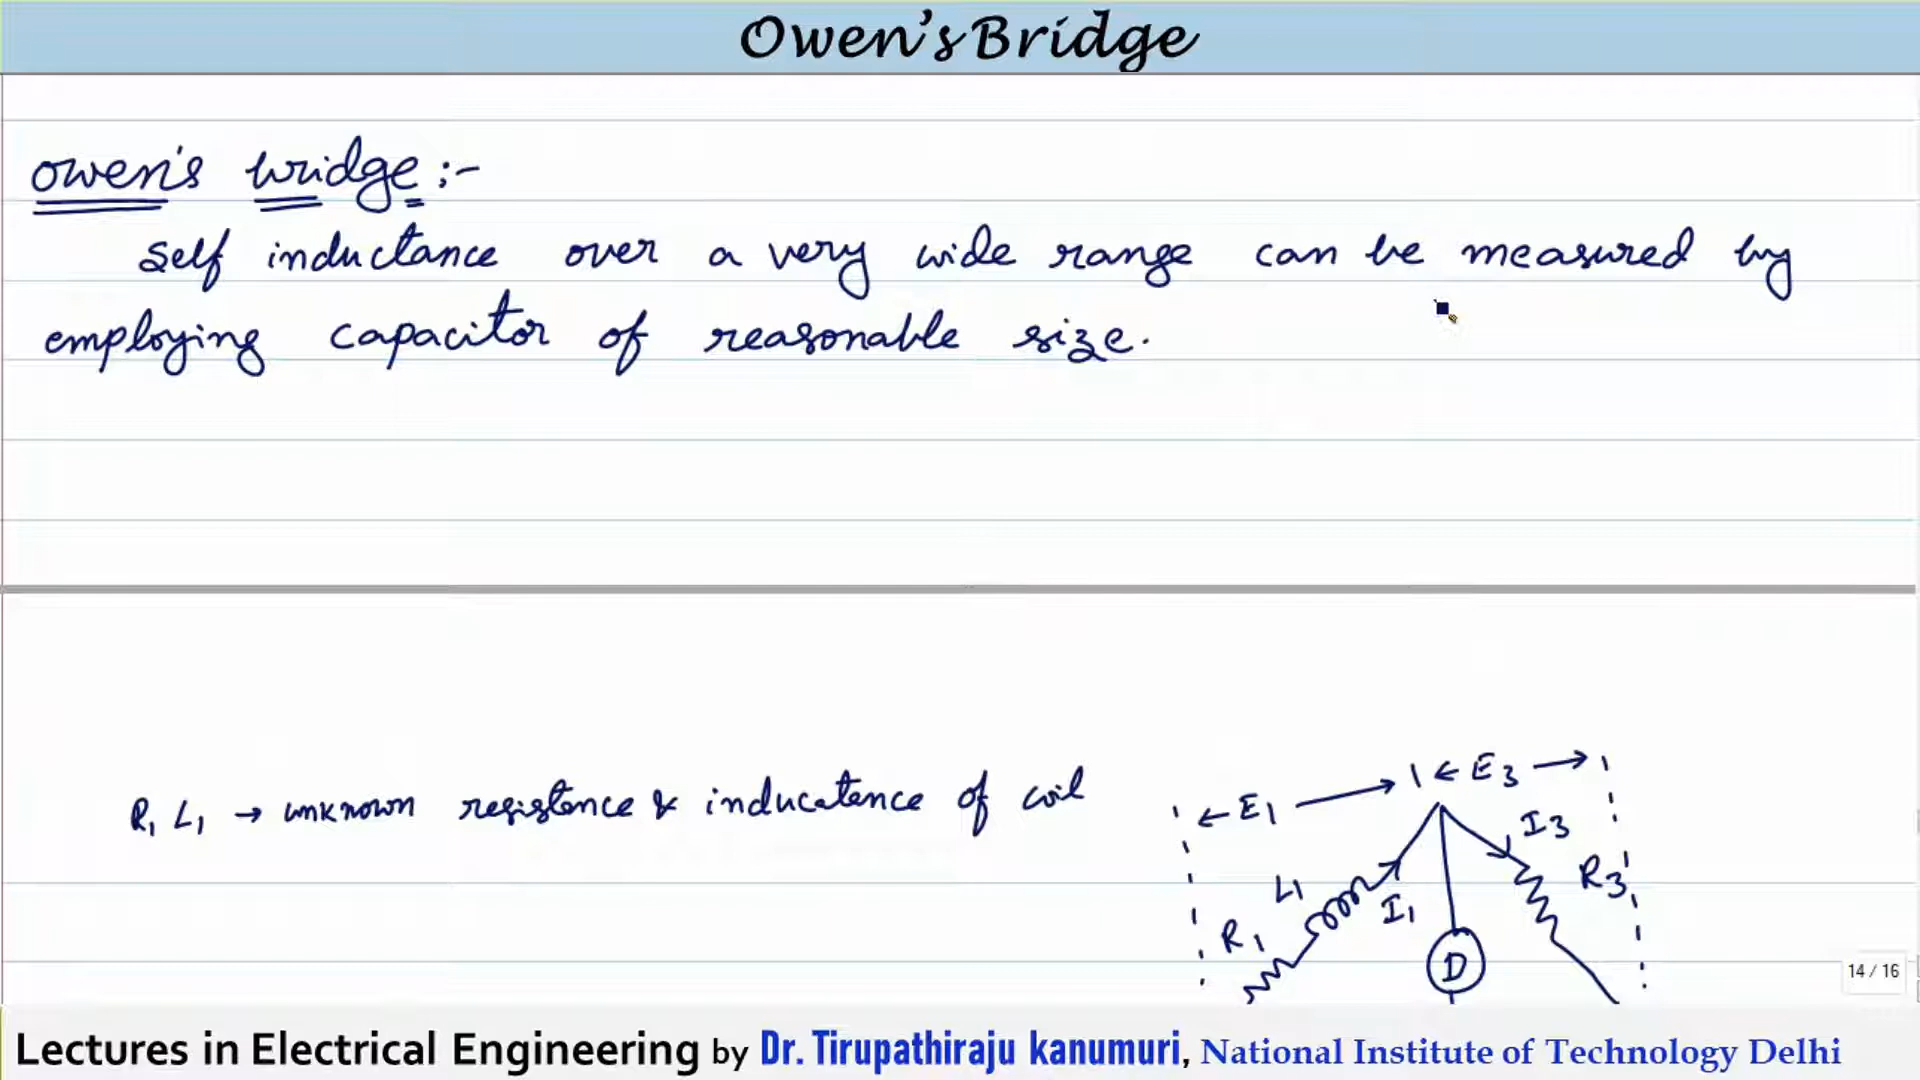 Owen's Bridge
owen's bridge :-
Self inductance over a very wide range can be measured by
employing capacitor of reasonable size.
R1 L1 → unknown resistence & inducatence of coil
← E1 → ← E3 →
I3
R3
L1
I1
R1
D
14 / 16
Lectures in Electrical Engineering by Dr. Tirupathiraju kanumuri, National Institute of Technology Delhi